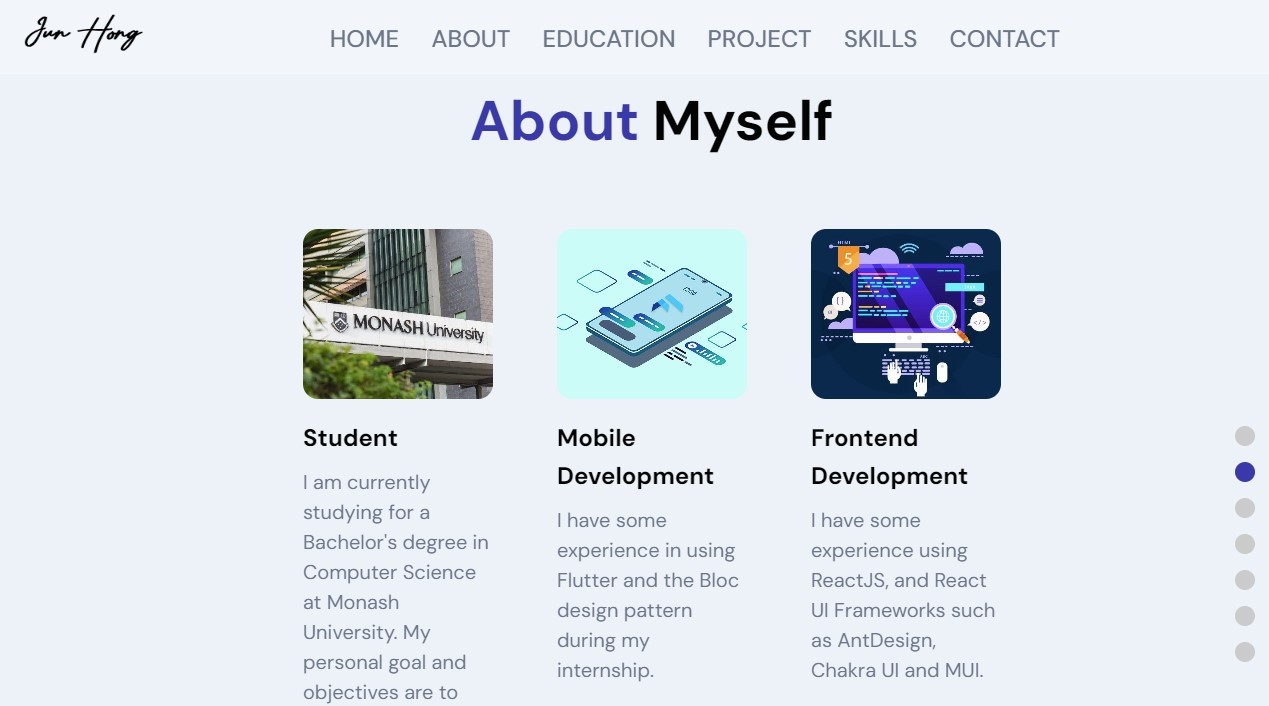 Jun Hong
HOME ABOUT EDUCATION PROJECT SKILLS CONTACT
About Myself
MONASH University
5
Student
I am currently
studying for a
Bachelor's degree in
Computer Science
at Monash
University. My
personal goal and
objectives are to
Mobile
Development
I have some
experience in using
Flutter and the Bloc
design pattern
during my
internship.
Frontend
Development
I have some
experience using
ReactJS, and React
UI Frameworks such
as AntDesign,
Chakra UI and MUI.